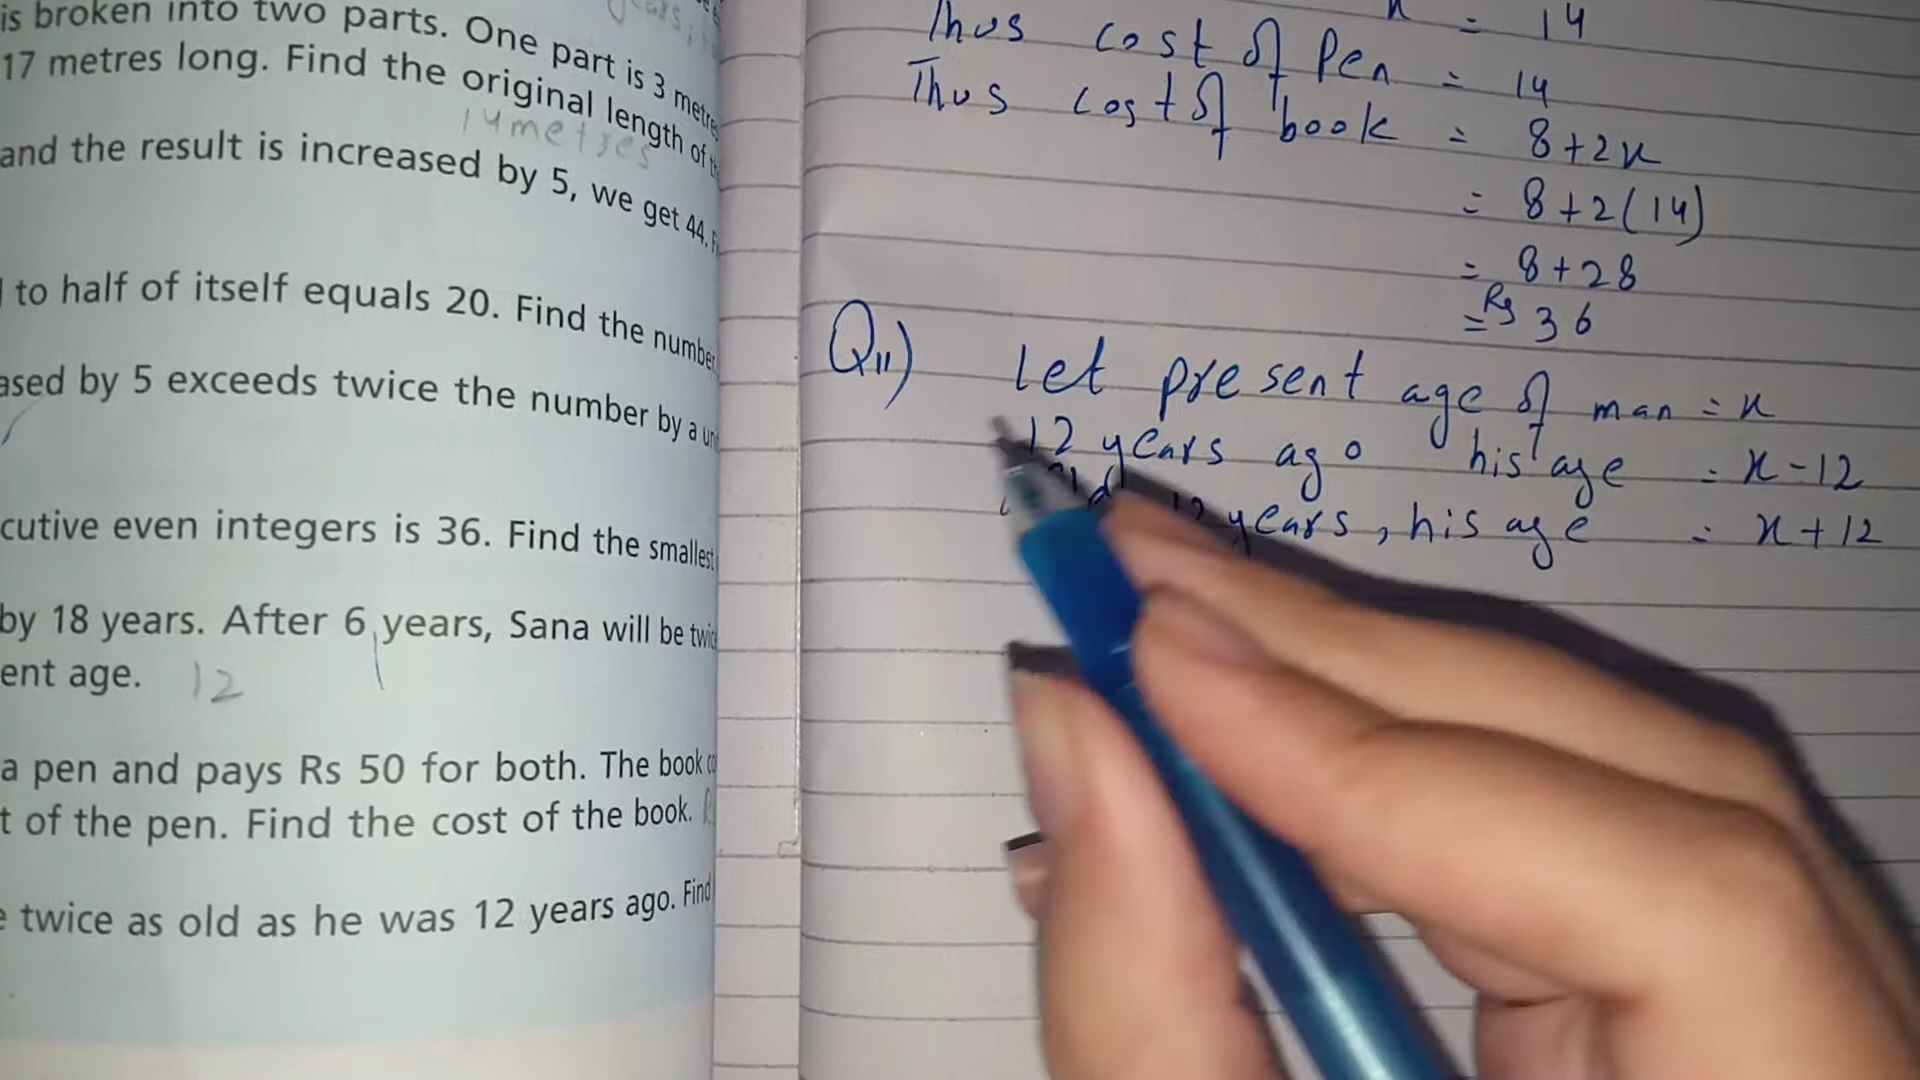 is broken into two parts. One part is 3 metre
17 metres long. Find the original length of
14metres
and the result is increased by 5, we get 44.
to half of itself equals 20. Find the number
ased by 5 exceeds twice the number by a
cutive even integers is 36. Find the smallest
by 18 years. After 6 years, Sana will be
ent age. 12
a pen and pays Rs 50 for both. The book
t of the pen. Find the cost of the book.
twice as old as he was 12 years ago. Find
x = 14
Thus cost of Pen = 14
Thus cost of book = 8+2x
= 8+2(14)
= 8+28
= Rs 36
Q11) Let present age of man = x
12 years ago his age = x-12
12 years, his age = x+12